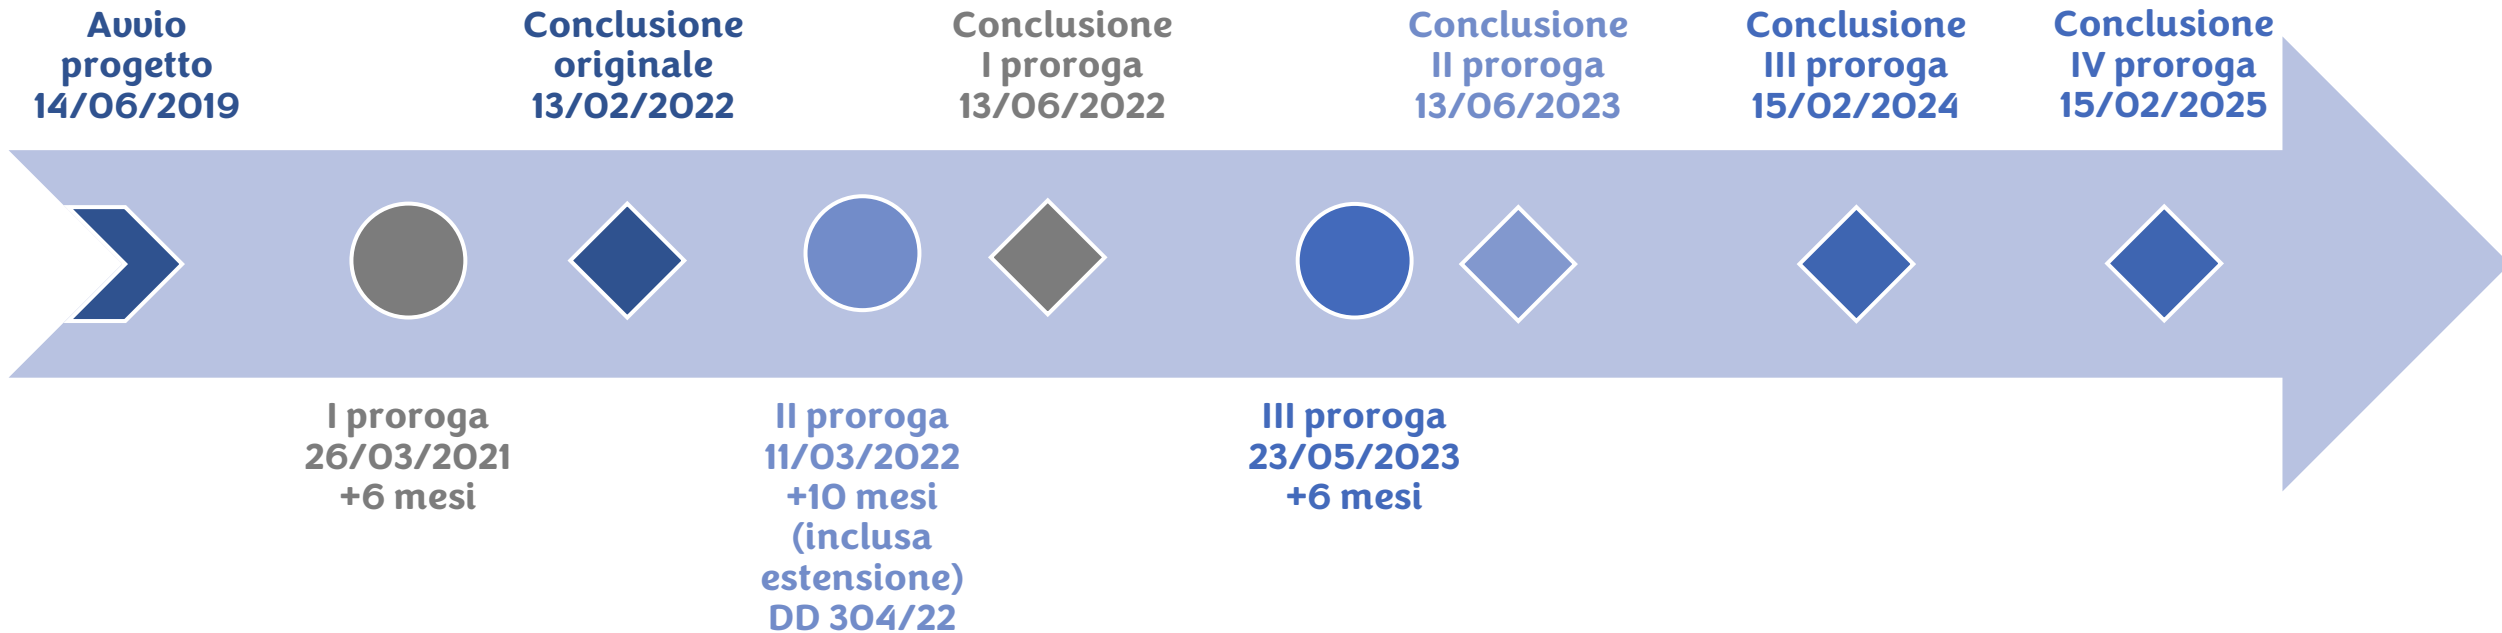 Avvio
progetto
14/06/2019
Conclusione
originale
13/02/2022
Conclusione
I proroga
13/06/2022
Conclusione
II proroga
13/06/2023
Conclusione
III proroga
15/02/2024
Conclusione
IV proroga
15/02/2025
I proroga
26/03/2021
+6 mesi
II proroga
11/03/2022
+10 mesi
(inclusa
estensione)
DD 304/22
III proroga
23/05/2023
+6 mesi